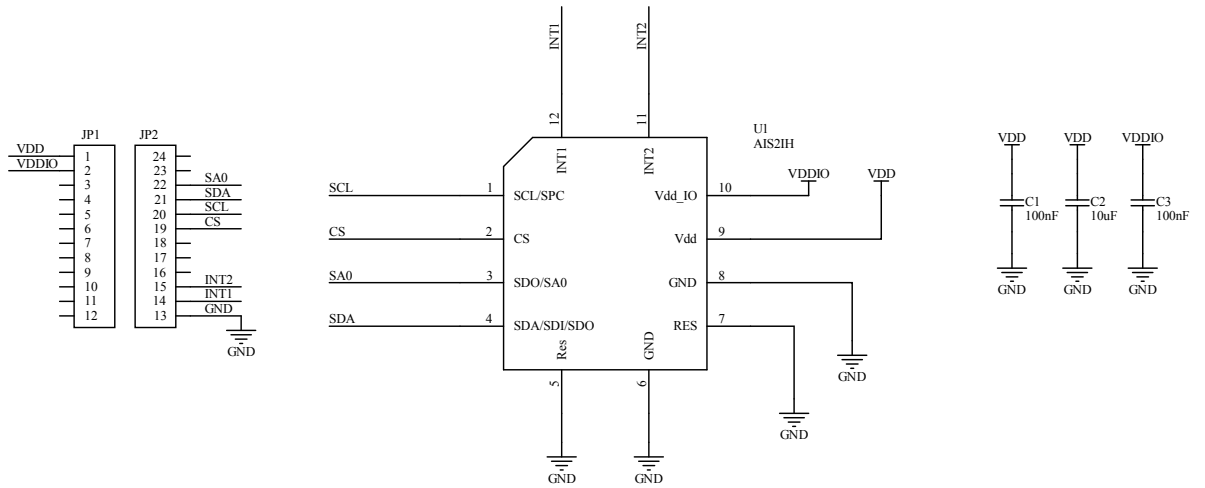 INT1
INT2
12
11
U1
AIS2IH
INT1
INT2
JP1
JP2
VDD
VDDIO
1
2
3
4
5
6
7
8
9
10
11
12
24
23
22
21
20
19
18
17
16
15
14
13
SA0
SDA
SCL
CS
INT2
INT1
GND
GND
SCL
1
SCL/SPC
Vdd_IO
10
VDDIO
VDD
CS
2
CS
Vdd
9
SA0
3
SDO/SA0
GND
8
SDA
4
SDA/SDI/SDO
RES
7
Res
GND
5
6
GND
GND
GND
GND
VDD
VDD
VDDIO
C1
100nF
C2
10uF
C3
100nF
GND
GND
GND